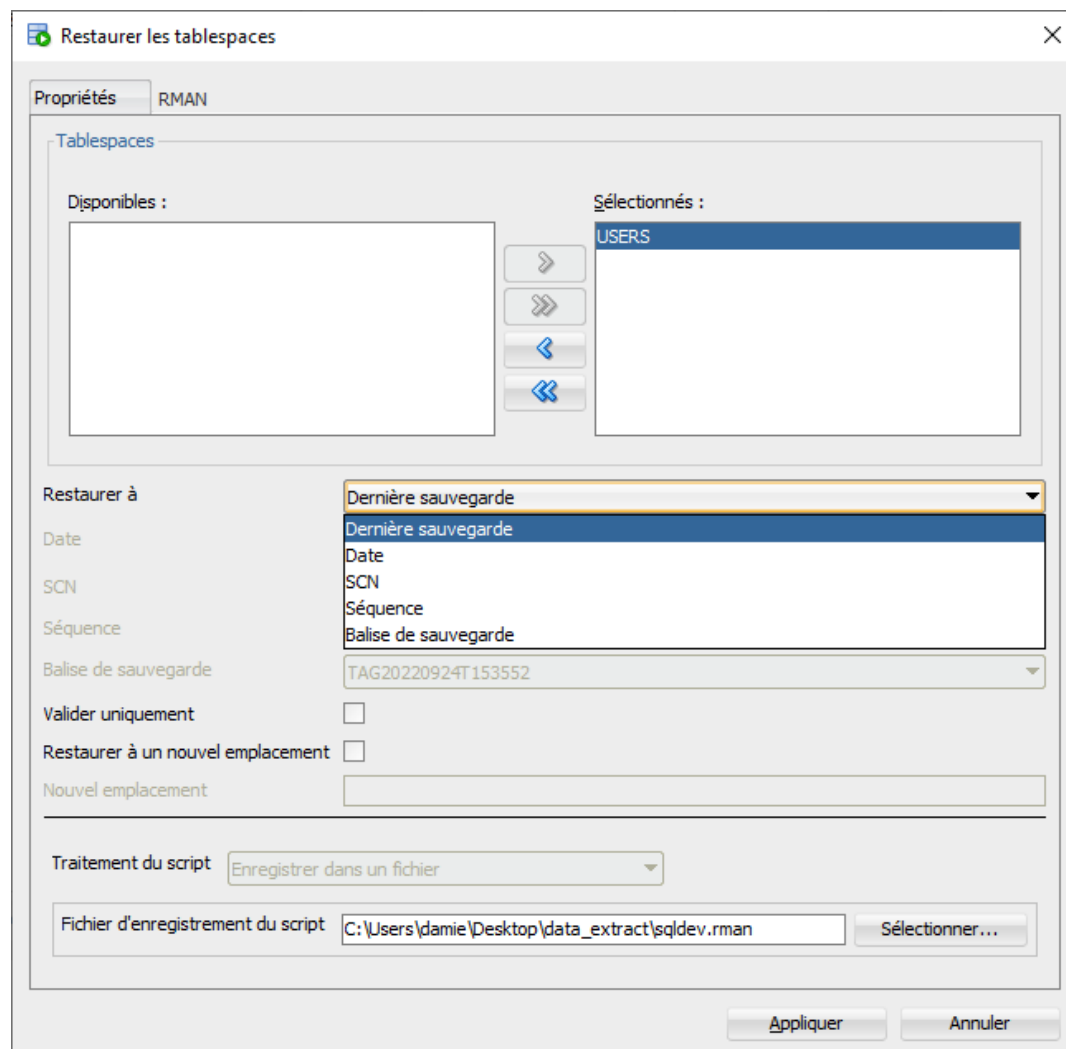 Restaurer les tablespaces
Propriétés RMAN
Tablespaces
Disponibles : Sélectionnés :
USERS
Restaurer à Dernière sauvegarde
Dernière sauvegarde
Date Date
SCN SCN
Séquence Séquence
Balise de sauvegarde
Balise de sauvegarde TAG20220924T153552
Valider uniquement
Restaurer à un nouvel emplacement
Nouvel emplacement
Traitement du script Enregistrer dans un fichier
Fichier d'enregistrement du script C:\Users\damie\Desktop\data_extract\sqldev.rman Sélectionner...
Appliquer Annuler